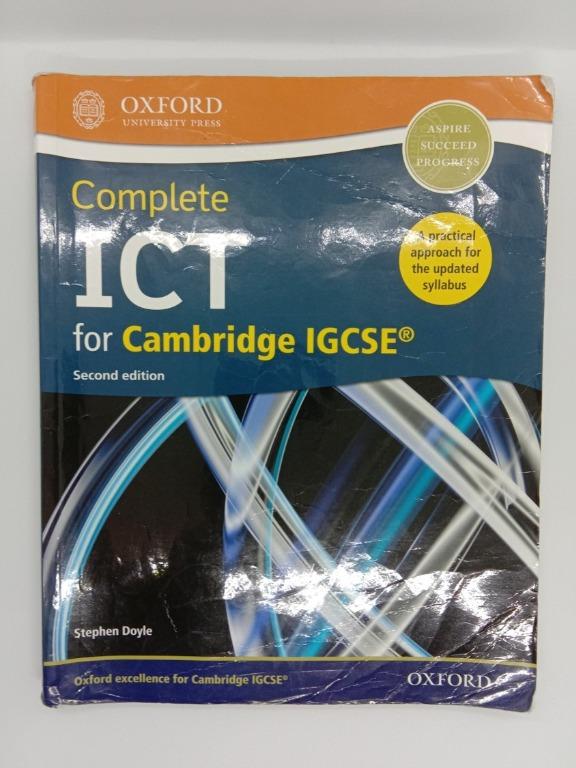 OXFORD
UNIVERSITY PRESS
ASPIRE
SUCCEED
PROGRESS
Complete
ICT
for Cambridge IGCSE®
A practical
approach for
the updated
syllabus
Second edition
Stephen Doyle
Oxford excellence for Cambridge IGCSE®
OXFORD